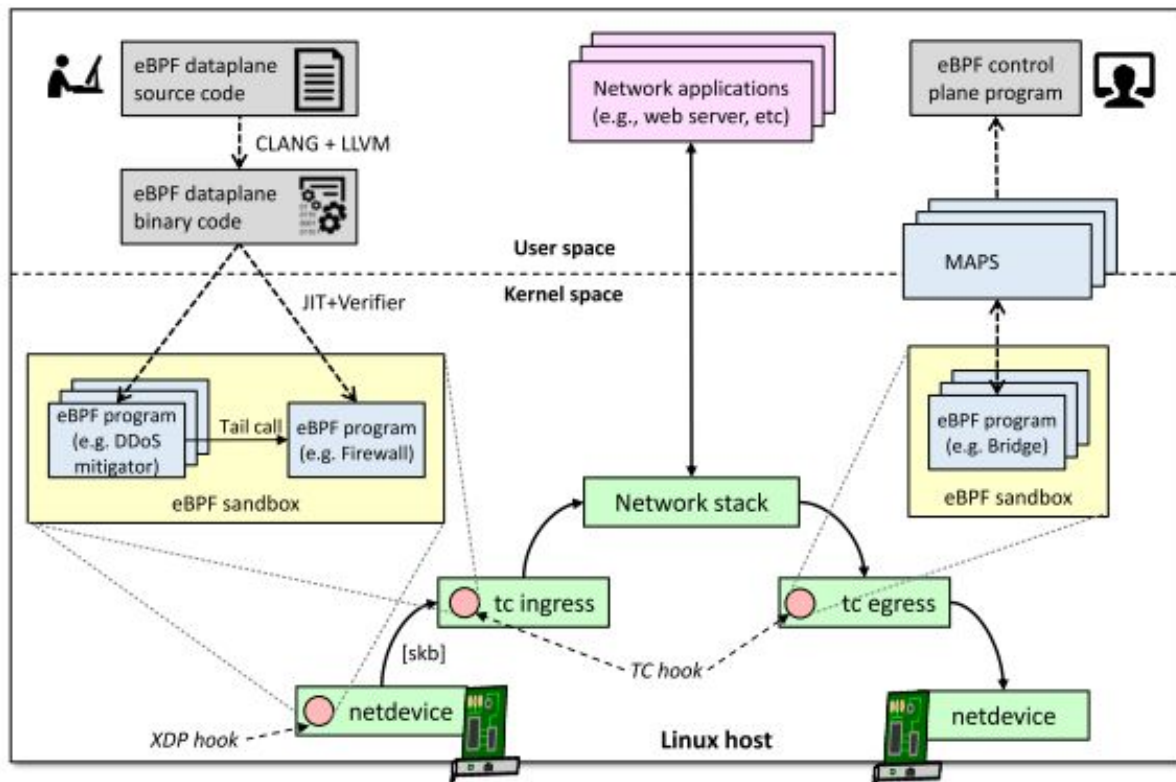 eBPF dataplane
source code
CLANG + LLVM
eBPF dataplane
binary code
Network applications
(e.g., web server, etc)
eBPF control
plane program
User space
Kernel space
MAPS
JIT+Verifier
eBPF program
(e.g. DDoS
mitigator)
Tail call
eBPF program
(e.g. Firewall)
eBPF sandbox
eBPF program
(e.g. Bridge)
eBPF sandbox
Network stack
tc ingress
tc egress
[skb]
TC hook
netdevice
XDP hook
netdevice
Linux host